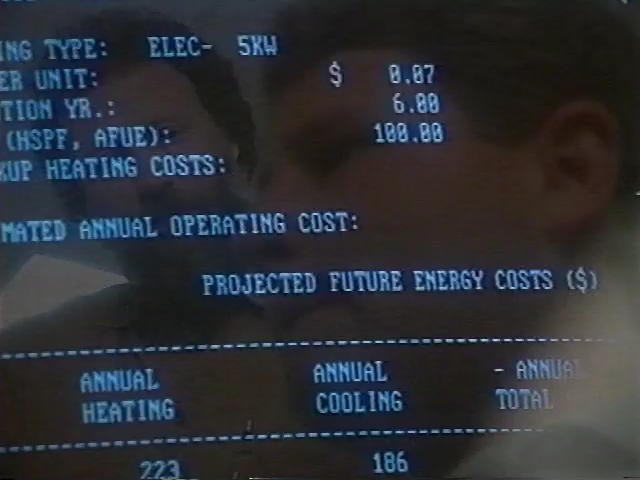 ING TYPE: ELEC- 5KW
ER UNIT: $ 0.07
TION YR.: 6.00
(HSPF, AFUE): 100.00
KUP HEATING COSTS:
MATED ANNUAL OPERATING COST:
PROJECTED FUTURE ENERGY COSTS ($)
ANNUAL ANNUAL - ANNUAL
HEATING COOLING TOTAL
223 186